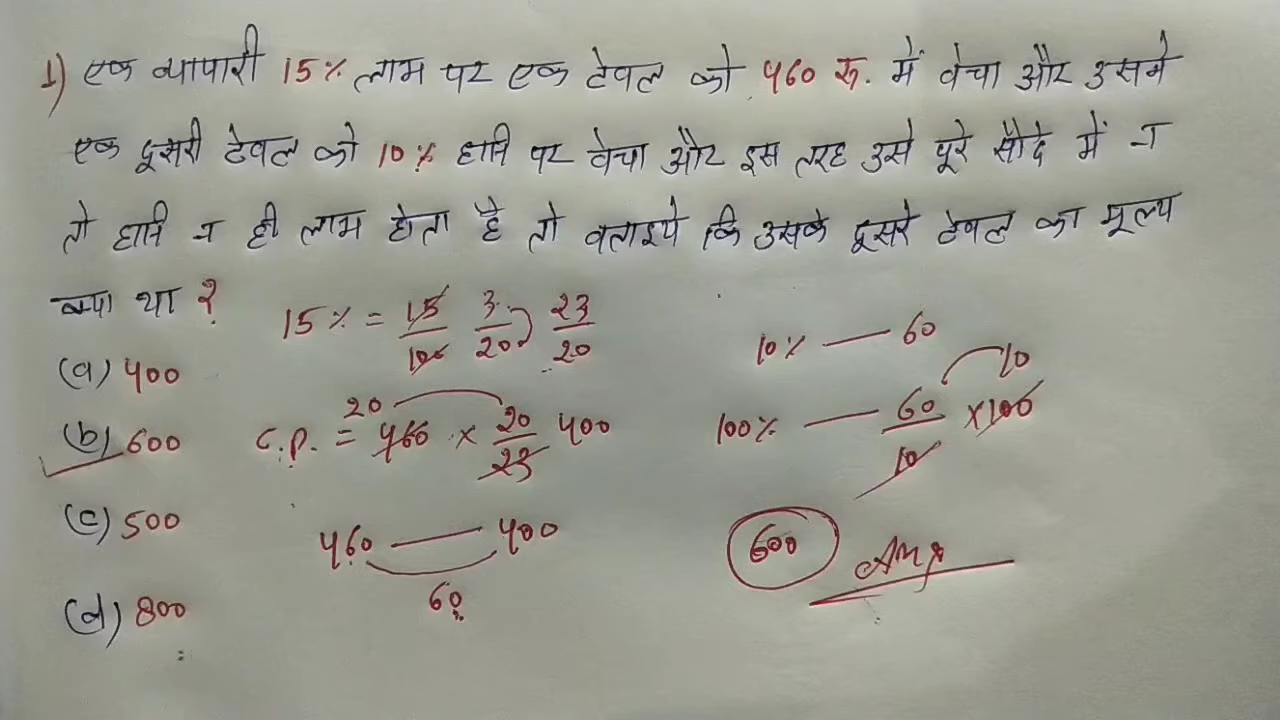 1) एक व्यापारी 15% लाभ पर एक टेबल को 460 रु. में बेचा और उसने
एक दूसरी टेबल को 10% हानि पर बेचा और इस तरह उसे पूरे सौदे में न
तो हानि न ही लाभ होता है तो बताइये कि उसके दूसरे टेबल का मूल्य
क्या था ?
(a) 400
(b) 600
(c) 500
(d) 800
15% = 15/100 3/20 23/20
C.P. = 460 × 20/23 400
20
460 — 400
60
10% — 60
100% — 60/10 × 100
10
600 Ans